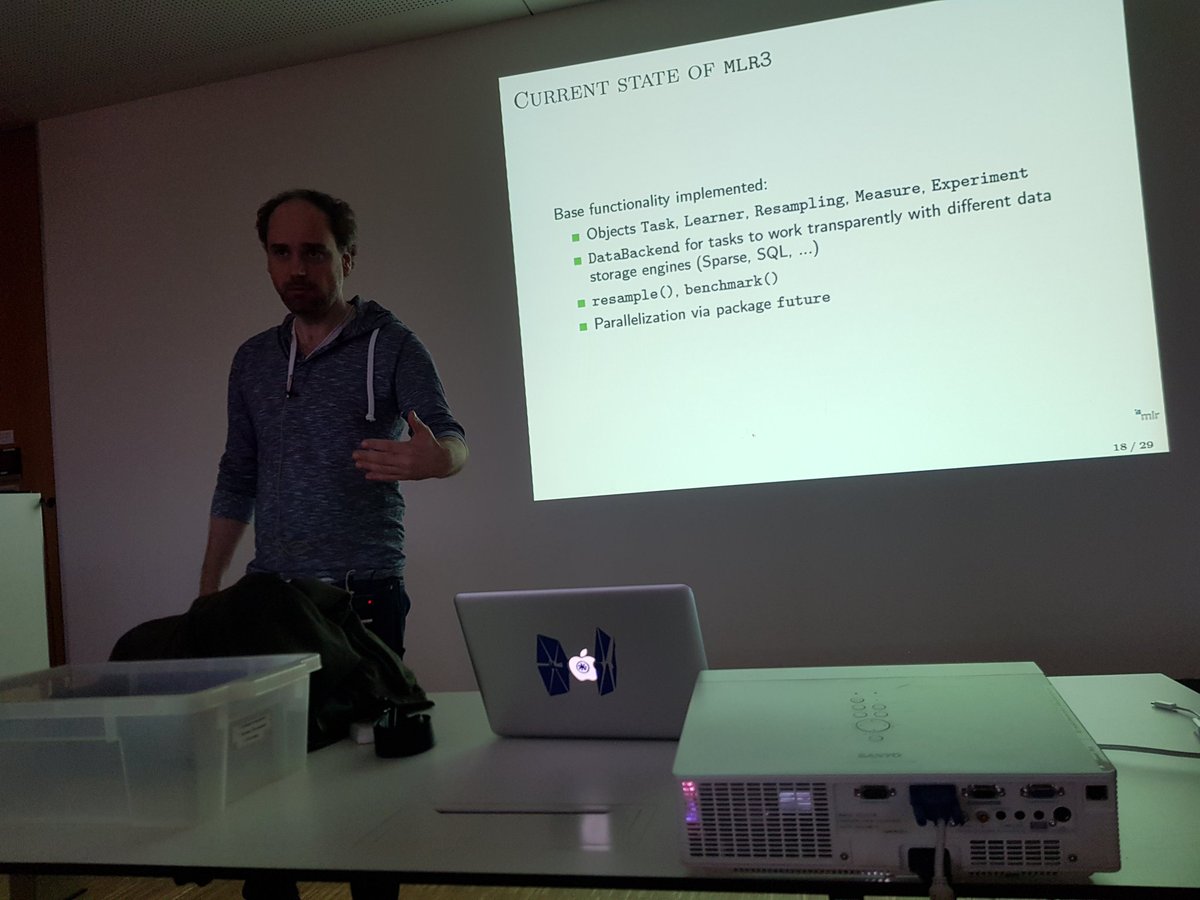 CURRENT STATE OF MLR3
Base functionality implemented:
Objects Task, Learner, Resampling, Measure, Experiment
DataBackend for tasks to work transparently with different data
storage engines (Sparse, SQL, ...)
resample(), benchmark()
Parallelization via package future
mlr
18 / 29
SANYO